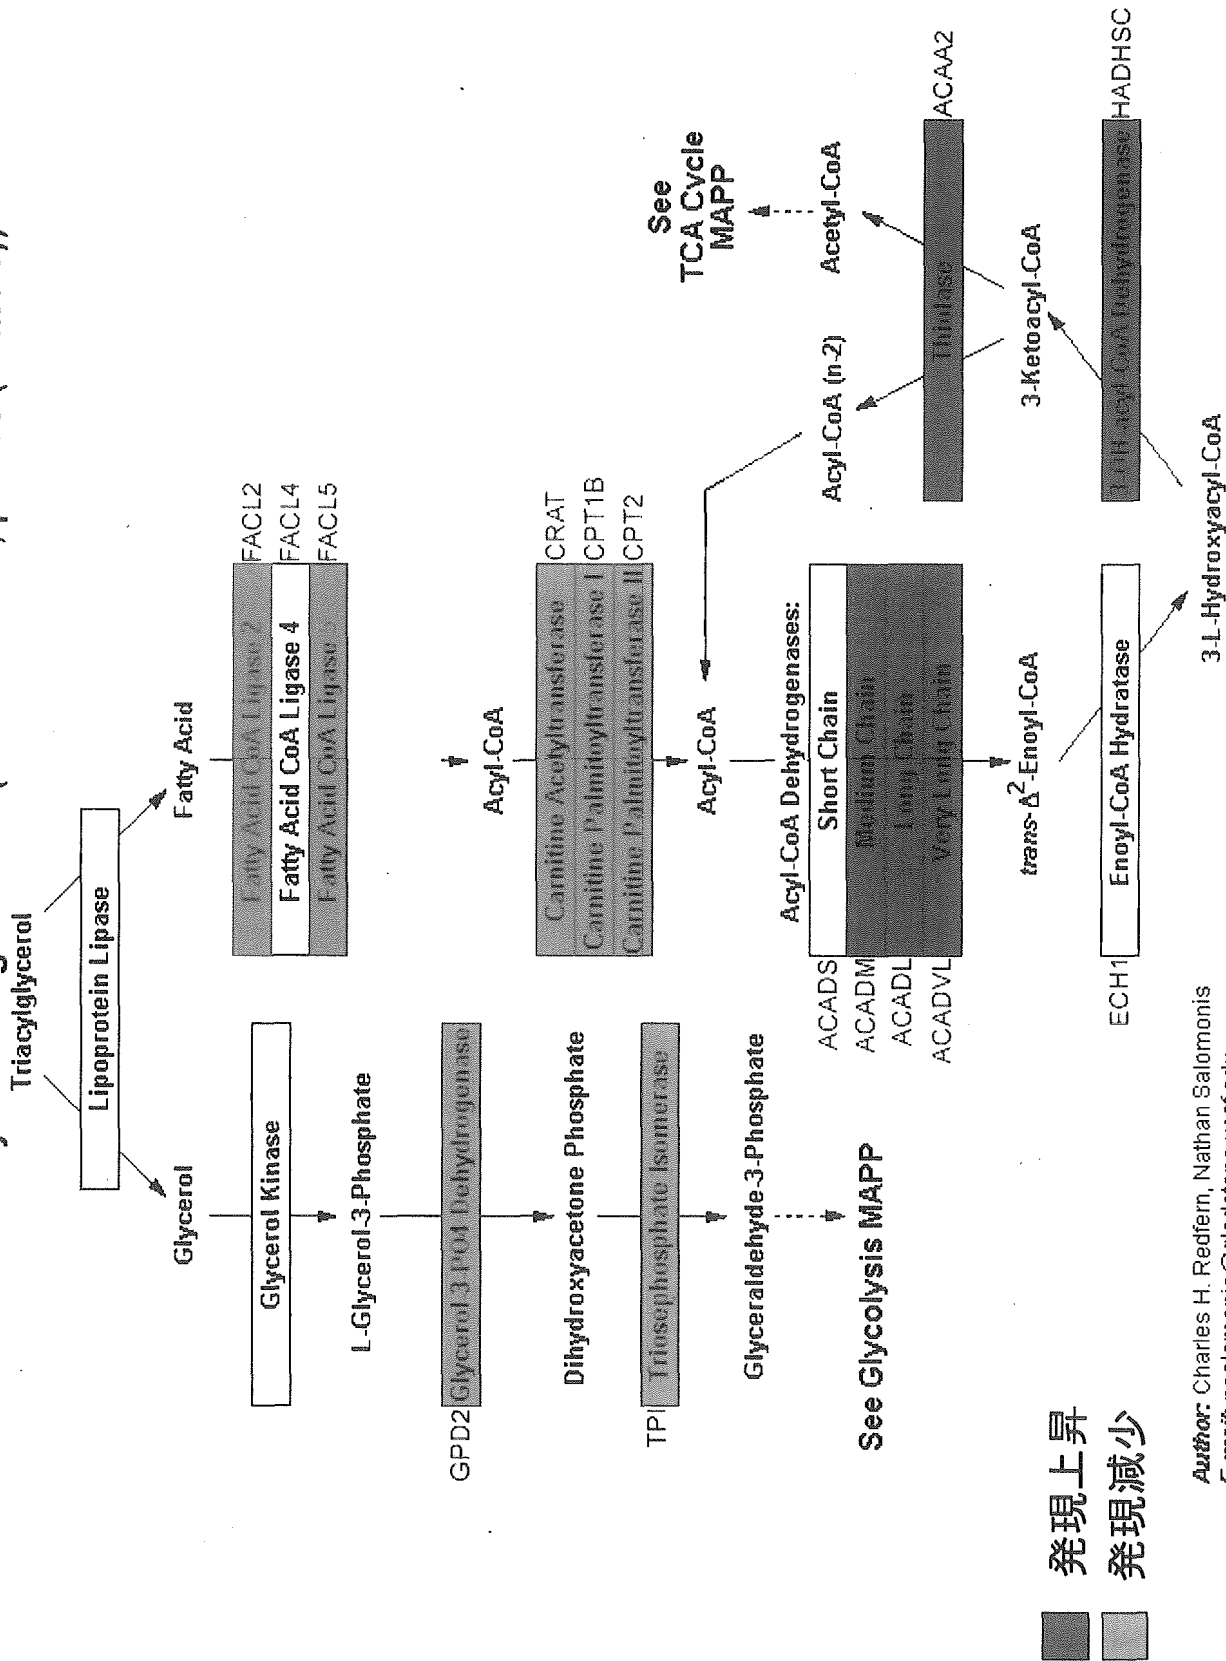 Triacylglycerol
Lipoprotein Lipase
Glycerol
Fatty Acid
Glycerol Kinase
Fatty Acid CoA Ligase 2
FACL2
Fatty Acid CoA Ligase 4
FACL4
Fatty Acid CoA Ligase
FACL5
L-Glycerol-3-Phosphate
GPD2
Glycerol 3 PO4 Dehydrogenase
Acyl-CoA
Dihydroxyacetone Phosphate
Carnitine Acetyltransferase
CRAT
Carnitine Palmitoyltransferase I
CPT1B
Carnitine Palmitoyltransferase II
CPT2
TPI
Triosephosphate Isomerase
Acyl-CoA
Glyceraldehyde-3-Phosphate
See Glycolysis MAPP
See
TCA Cycle
MAPP
Acyl-CoA Dehydrogenases:
ACADS
Short Chain
ACADM
Medium Chain
ACADL
Long Chain
ACADVL
Very Long Chain
Acyl-CoA (n-2)
Acetyl-CoA
Thiolase
ACAA2
trans-Δ2-Enoyl-CoA
3-Ketoacyl-CoA
ECH1
Enoyl-CoA Hydratase
3-OH acyl CoA Dehydrogenase
HADHSC
3-L-Hydroxyacyl-CoA
発現上昇
発現減少
Author: Charles H. Redfern, Nathan Salomonis